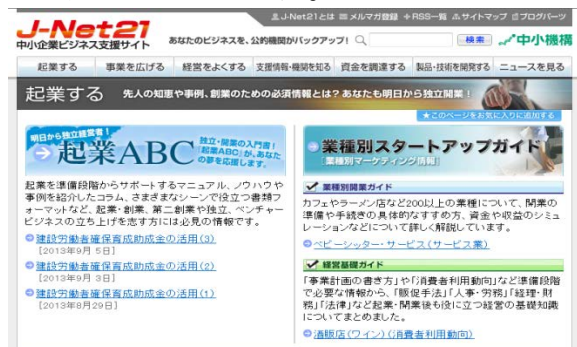 J-Net21とは メルマガ登録 RSS一覧 サイトマップ ブログパーツ
J-Net21
中小企業ビジネス支援サイト
あなたのビジネスを、公的機関がバックアップ!
検索
中小機構
起業する 事業を広げる 経営をよくする 支援情報・機関を知る 資金を調達する 製品・技術を開発する ニュースを見る
起業する 先人の知恵や事例、創業のための必須情報とは?あなたも明日から独立開業!
★このページをお気に入りに追加する
明日から独立経営者!
起業ABC
独立・開業の入門書!
「起業ABC」が、あなたの夢を応援します。
起業を準備段階からサポートするマニュアル、ノウハウや
事例を紹介したコラム、さまざまなシーンで役立つ書類フ
ォーマットなど、起業・創業、第二創業や独立、ベンチャー
ビジネスの立ち上げを志す方には必見の情報です。
建設労働者確保育成助成金の活用(3)
[2013年9月 5日]
建設労働者確保育成助成金の活用(2)
[2013年9月 3日]
建設労働者確保育成助成金の活用(1)
[2013年8月29日]
業種別スタートアップガイド
[業種別マーケティング情報]
業種別開業ガイド
カフェやラーメン店など200以上の業種について、開業の
準備や手続きの具体的なすすめ方、資金や収益のシミュ
レーションなどについて詳しく解説しています。
ベビーシッター・サービス(サービス業)
経営基礎ガイド
「事業計画の書き方」や「消費者利用動向」など準備段階
で必要な情報から、「販促手法」「人事・労務」「経理・財
務」「法律」など起業・開業後も役に立つ経営の基礎知識
についてまとめました。
酒販店(ワイン)(消費者利用動向)